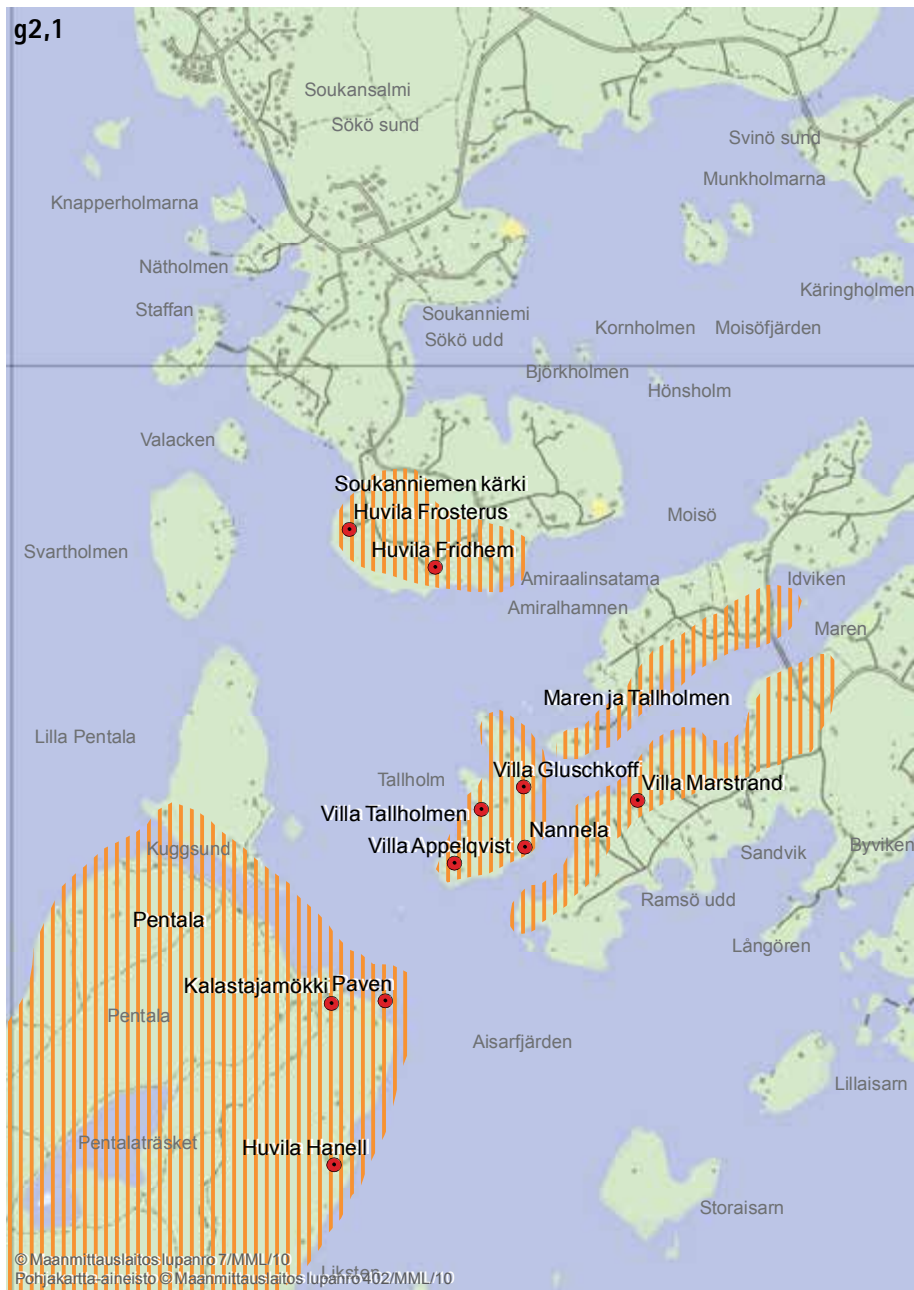 g2,1
Soukansalmi
Sökö sund
Svinö sund
Munkholmarna
Knapperholmarna
Nätholmen
Käringholmen
Staffan
Soukanniemi
Sökö udd
Kornholmen
Moisöfjärden
Björkholmen
Hönsholm
Valacken
Soukanniemen kärki
Huvila Frosterus
Moisö
Svartholmen
Huvila Fridhem
Amiraalinsatama
Amiralhamnen
Idviken
Maren
Maren ja Tallholmen
Lilla Pentala
Tallholm
Villa Gluschkoff
Villa Marstrand
Villa Tallholmen
Nannela
Villa Appelqvist
Kuggsund
Sandvik
Byviken
Ramsö udd
Pentala
Långören
Kalastajamökki
Paven
Pentala
Aisarfjärden
Lillaisarn
Pentalaträsket
Huvila Hanell
Storaisarn
© Maanmittauslaitos lupanro 7/MML/10
Liksten
Pohjakartta-aineisto © Maanmittauslaitos lupanro 402/MML/10